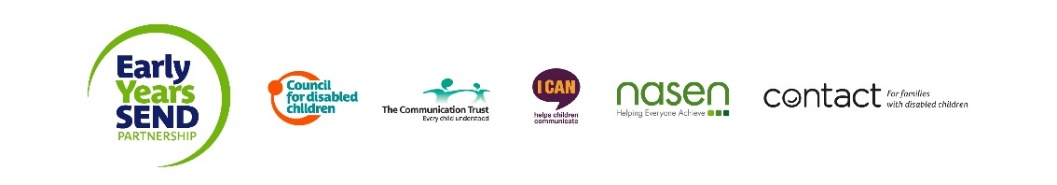 Early
Years
SEND
PARTNERSHIP
Council
for disabled
children
The Communication Trust
Every child understood
I CAN
helps children
communicate
nasen
Helping Everyone Achieve
contact
For families
with disabled children